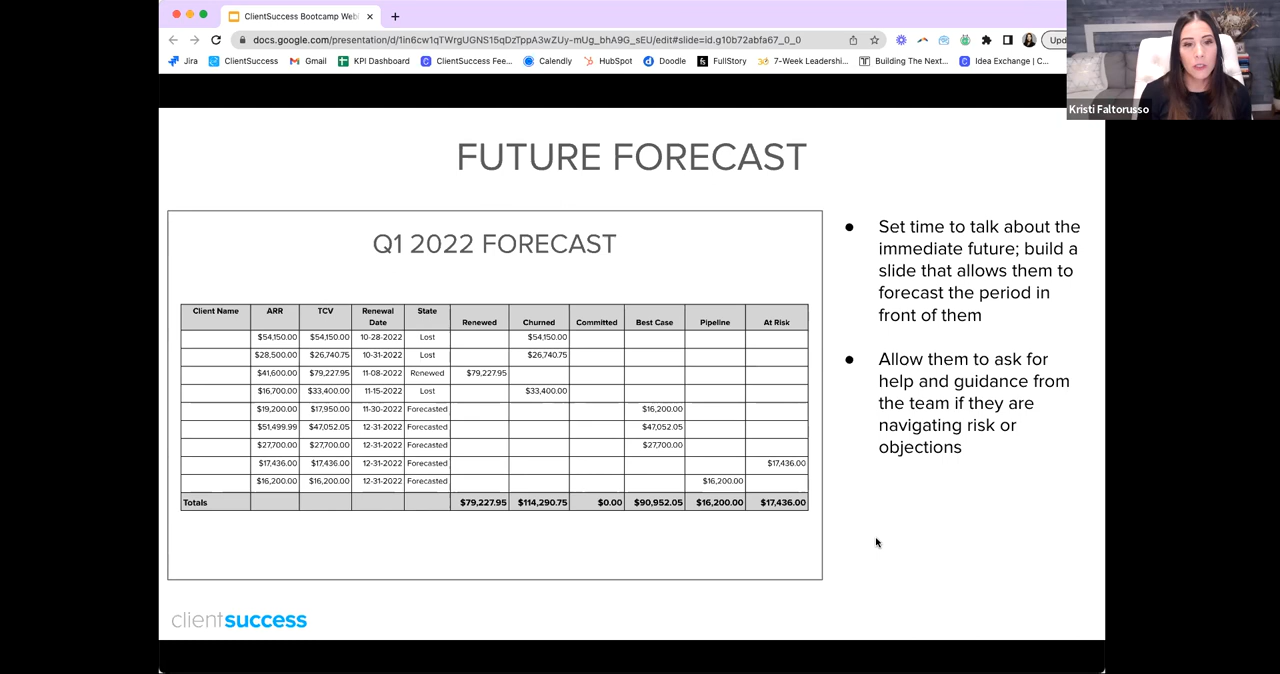 ClientSuccess Bootcamp Webi
docs.google.com/presentation/d/1in6cw1qTWrgUGNS15qDzTppA3wZUy-mUg_bhA9G_sEU/edit#slide=id.g10b72abfa67_0_0
Upd
Jira ClientSuccess Gmail KPI Dashboard ClientSuccess Fee... Calendly HubSpot Doodle FullStory 7-Week Leadershi... Building The Next... Idea Exchange | C...
Kristi Faltorusso
FUTURE FORECAST
Q1 2022 FORECAST
Client Name ARR TCV Renewal Date State Renewed Churned Committed Best Case Pipeline At Risk
$54,150.00 $54,150.00 10-28-2022 Lost $54,150.00
$28,500.00 $26,740.75 10-31-2022 Lost $26,740.75
$41,600.00 $79,227.95 11-08-2022 Renewed $79,227.95
$16,700.00 $33,400.00 11-15-2022 Lost $33,400.00
$19,200.00 $17,950.00 11-30-2022 Forecasted $16,200.00
$51,499.99 $47,052.05 12-31-2022 Forecasted $47,052.05
$27,700.00 $27,700.00 12-31-2022 Forecasted $27,700.00
$17,436.00 $17,436.00 12-31-2022 Forecasted $17,436.00
$16,200.00 $16,200.00 12-31-2022 Forecasted $16,200.00
Totals $79,227.95 $114,290.75 $0.00 $90,952.05 $16,200.00 $17,436.00
● Set time to talk about the
immediate future; build a
slide that allows them to
forecast the period in
front of them
● Allow them to ask for
help and guidance from
the team if they are
navigating risk or
objections
clientsuccess